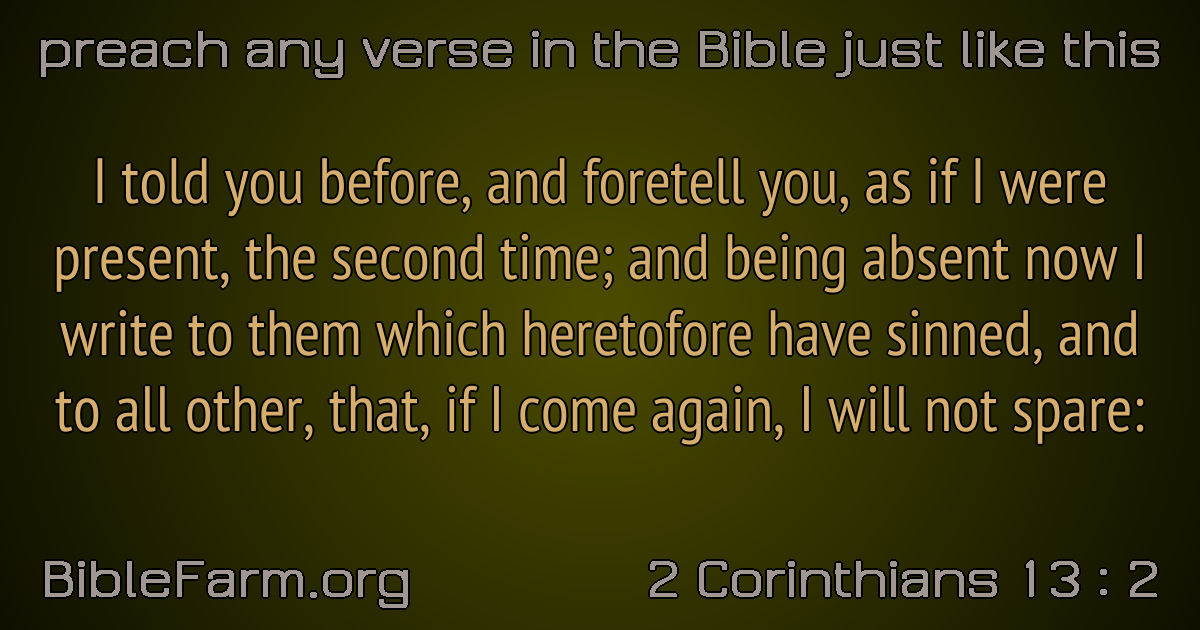 preach any verse in the Bible just like this
I told you before, and foretell you, as if I were
present, the second time; and being absent now I
write to them which heretofore have sinned, and
to all other, that, if I come again, I will not spare:
BibleFarm.org
2 Corinthians 13 : 2